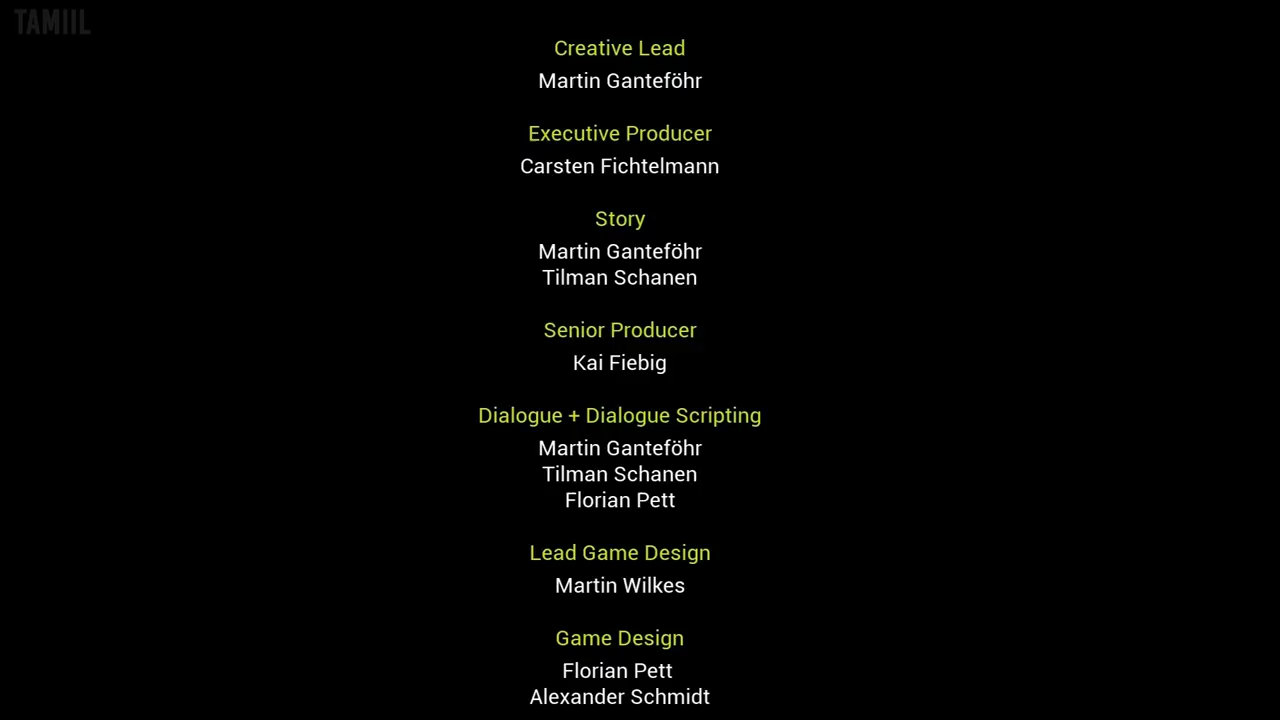 TAMIIL
Creative Lead
Martin Ganteföhr
Executive Producer
Carsten Fichtelmann
Story
Martin Ganteföhr
Tilman Schanen
Senior Producer
Kai Fiebig
Dialogue + Dialogue Scripting
Martin Ganteföhr
Tilman Schanen
Florian Pett
Lead Game Design
Martin Wilkes
Game Design
Florian Pett
Alexander Schmidt